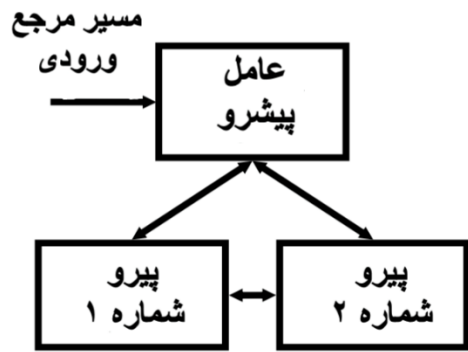 مسیر مرجع
ورودی
عامل
پیشرو
پیرو
شماره ۱
پیرو
شماره ۲